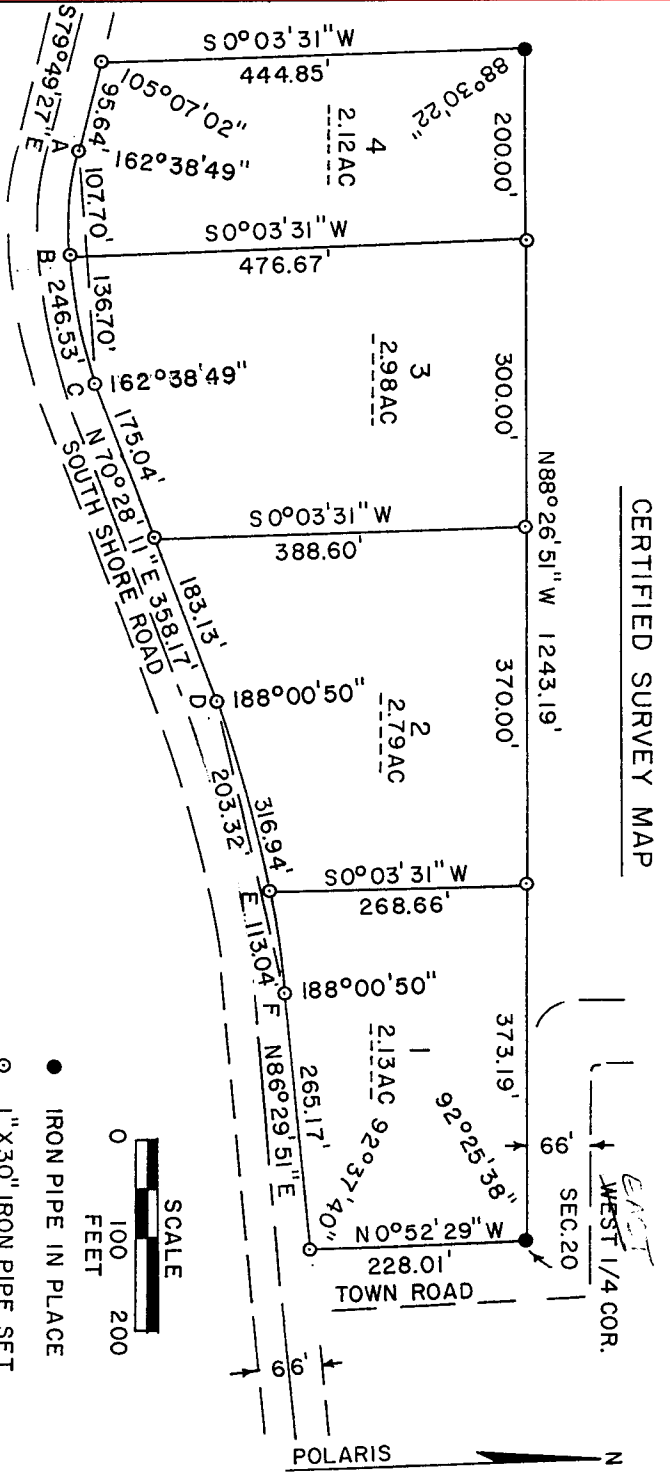 CERTIFIED SURVEY MAP
EAST
WEST 1/4 COR.
SEC. 20
66'
N88°26'51"W 1243.19'
200.00'
300.00'
370.00'
373.19'
88°30'22"
92°25'38"
S0°03'31"W
444.85'
4
2.12AC
S0°03'31"W
476.67'
3
2.98AC
S0°03'31"W
388.60'
2
2.79AC
S0°03'31"W
268.66'
1
2.13AC
N0°52'29"W
228.01'
TOWN ROAD
105°07'02"
162°38'49"
162°38'49"
188°00'50"
188°00'50"
92°37'40"
95.64'
107.70'
136.70'
175.04'
183.13'
316.94'
265.17'
S79°49'27"E
A
B
246.53'
C
N70°28'11"E 358.17'
D
203.32'
E
113.04'
F
N86°29'51"E
SOUTH SHORE ROAD
66'
N
POLARIS
SCALE
0 100 200
FEET
IRON PIPE IN PLACE
1"X30" IRON PIPE SET